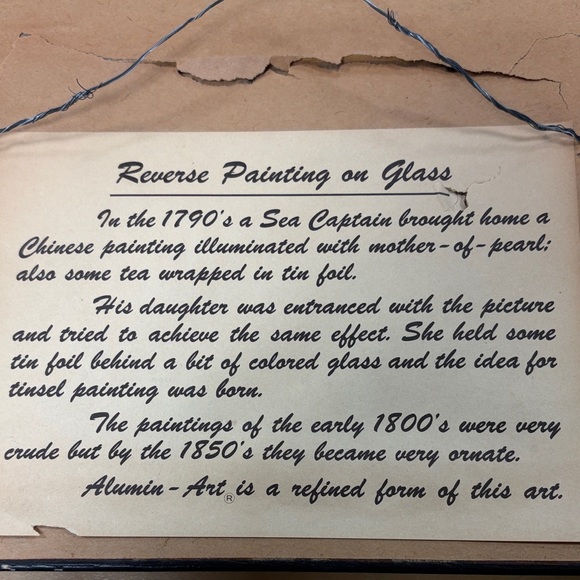 Reverse Painting on Glass
In the 1790's a Sea Captain brought home a
Chinese painting illuminated with mother-of-pearl;
also some tea wrapped in tin foil.
His daughter was entranced with the picture
and tried to achieve the same effect. She held some
tin foil behind a bit of colored glass and the idea for
tinsel painting was born.
The paintings of the early 1800's were very
crude but by the 1850's they became very ornate.
Alumin-Art® is a refined form of this art.